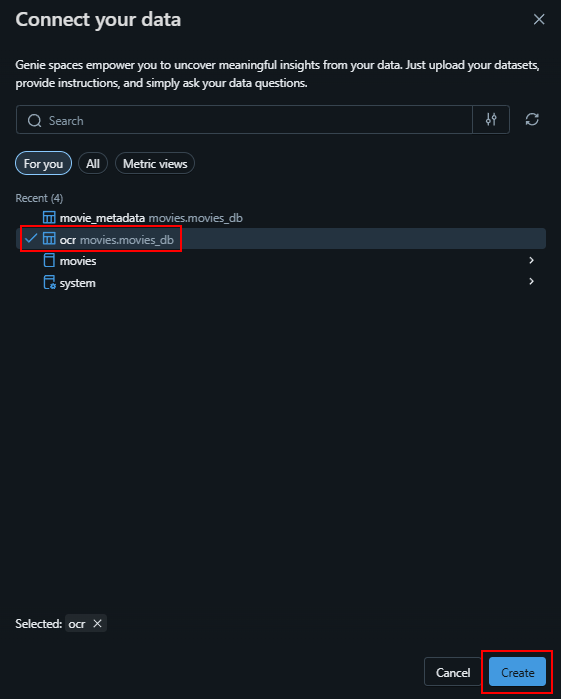 Connect your data
Genie spaces empower you to uncover meaningful insights from your data. Just upload your datasets,
provide instructions, and simply ask your data questions.
Search
For you All Metric views
Recent (4)
movie_metadata movies.movies_db
ocr movies.movies_db
movies
system
Selected: ocr
Cancel Create